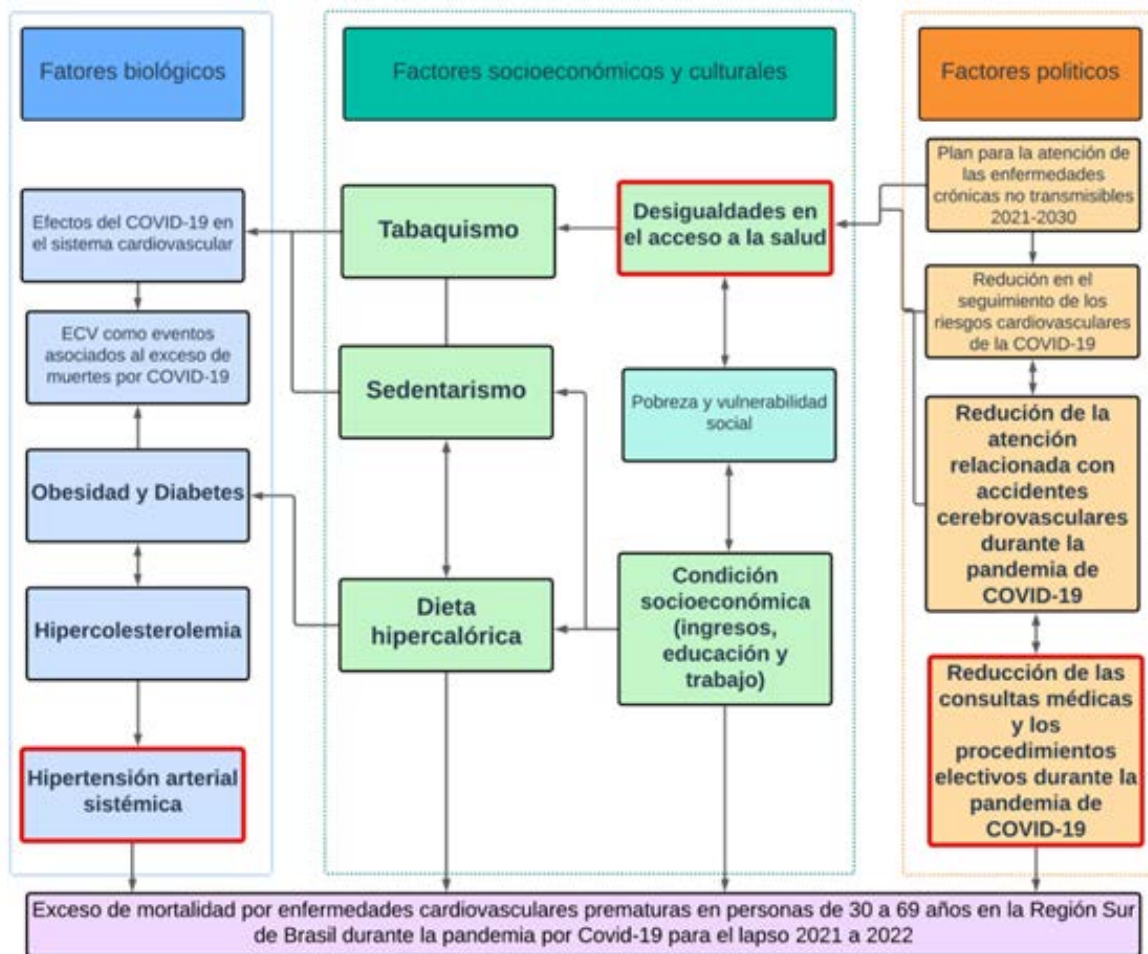 Fatores biológicos
Efectos del COVID-19 en
el sistema cardiovascular
ECV como eventos
asociados al exceso de
muertes por COVID-19
Obesidad y Diabetes
Hipercolesterolemia
Hipertensión arterial
sistémica
Factores socioeconómicos y culturales
Tabaquismo
Sedentarismo
Dieta
hipercalórica
Desigualdades en
el acceso a la salud
Pobreza y vulnerabilidad
social
Condición
socioeconómica
(ingresos,
educación y
trabajo)
Factores politicos
Plan para la atención de
las enfermedades
crónicas no transmisibles
2021-2030
Redución en el
seguimiento de los
riesgos cardiovasculares
de la COVID-19
Redución de la
atención
relacionada con
accidentes
cerebrovasculares
durante la
pandemia de
COVID-19
Reducción de las
consultas médicas
y los
procedimientos
electivos durante la
pandemia de
COVID-19
Exceso de mortalidad por enfermedades cardiovasculares prematuras en personas de 30 a 69 años en la Región Sur
de Brasil durante la pandemia por Covid-19 para el lapso 2021 a 2022